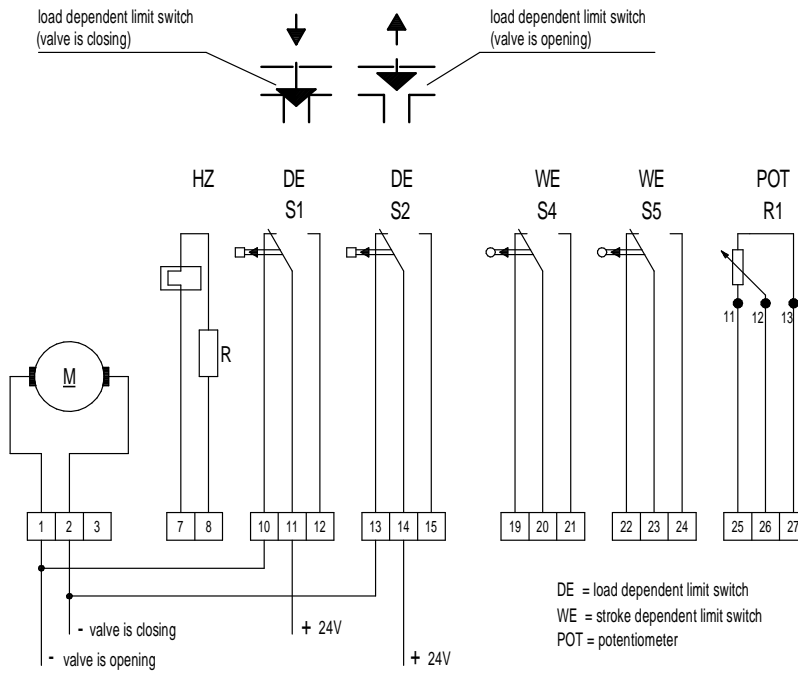 load dependent limit switch
(valve is closing)
load dependent limit switch
(valve is opening)
HZ DE DE WE WE POT
S1 S2 S4 S5 R1
11 12 13
R
M
1 2 3 7 8 10 11 12 13 14 15 19 20 21 22 23 24 25 26 27
DE = load dependent limit switch
WE = stroke dependent limit switch
POT = potentiometer
- valve is closing + 24V
- valve is opening + 24V